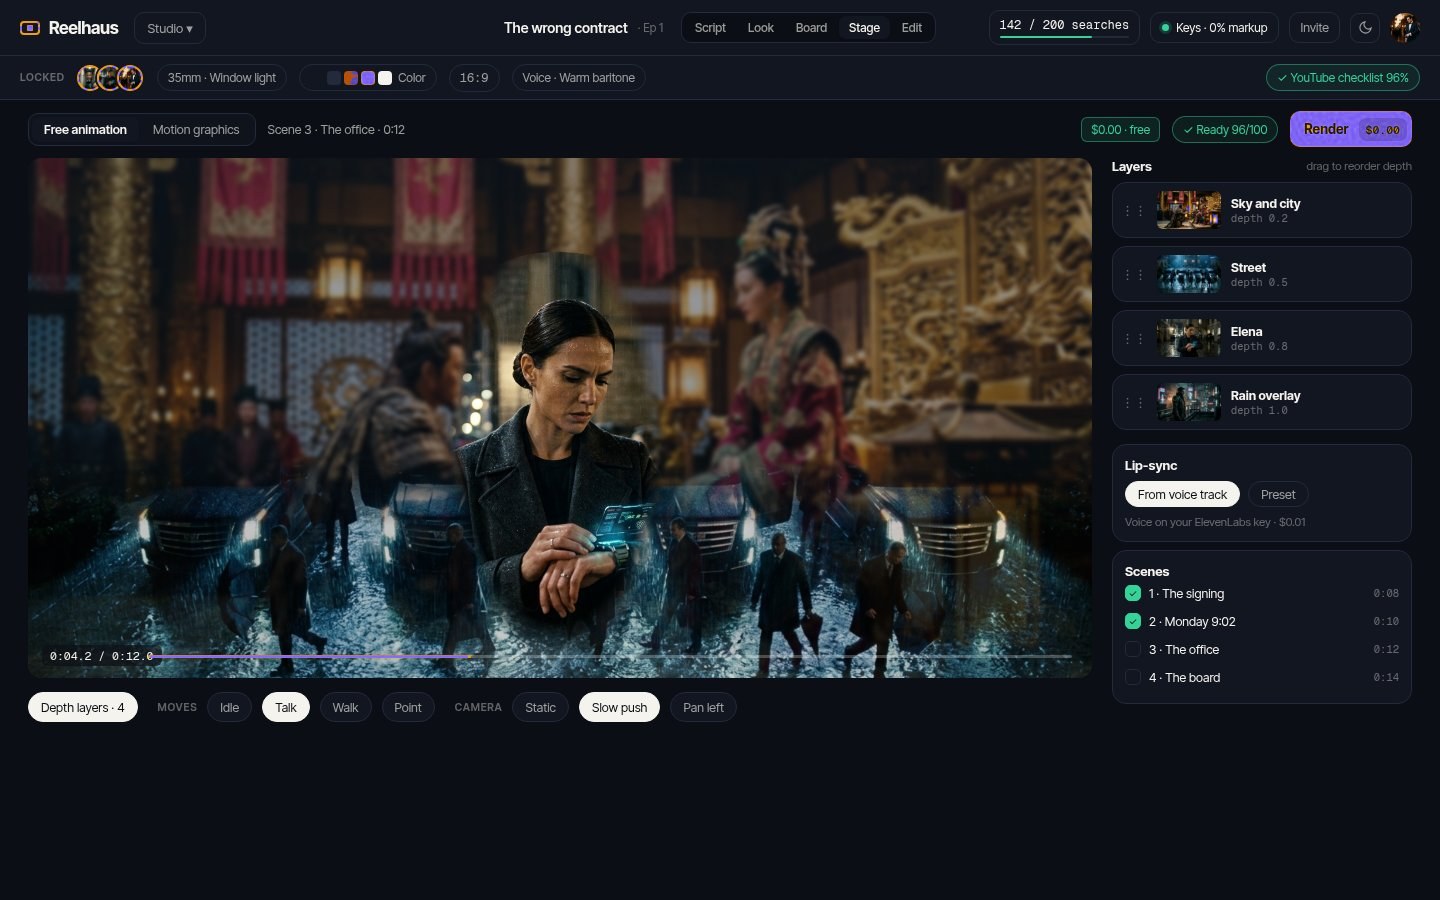 Reelhaus
Studio ▾
The wrong contract · Ep 1
Script Look Board Stage Edit
142 / 200 searches
Keys · 0% markup
Invite
LOCKED
35mm · Window light
Color
16:9
Voice · Warm baritone
✓ YouTube checklist 96%
Free animation Motion graphics
Scene 3 · The office · 0:12
$0.00 · free
✓ Ready 96/100
Render $0.00
Layers drag to reorder depth
Sky and city
depth 0.2
Street
depth 0.5
Elena
depth 0.8
Rain overlay
depth 1.0
Lip-sync
From voice track Preset
Voice on your ElevenLabs key · $0.01
Scenes
1 · The signing 0:08
2 · Monday 9:02 0:10
3 · The office 0:12
4 · The board 0:14
0:04.2 / 0:12.0
Depth layers · 4 MOVES Idle Talk Walk Point CAMERA Static Slow push Pan left